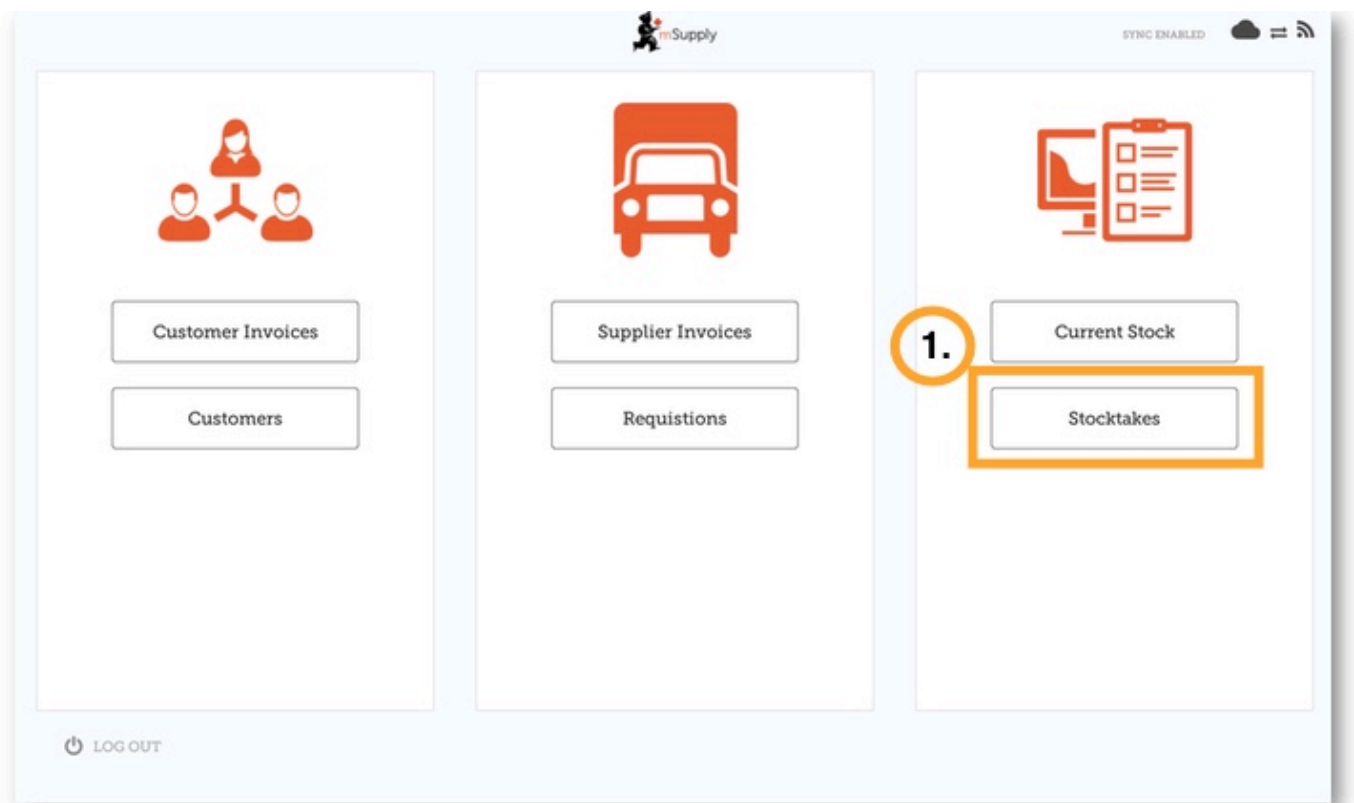 mSupply
SYNC ENABLED
Customer Invoices
Customers
Supplier Invoices
Requistions
1.
Current Stock
Stocktakes
LOG OUT